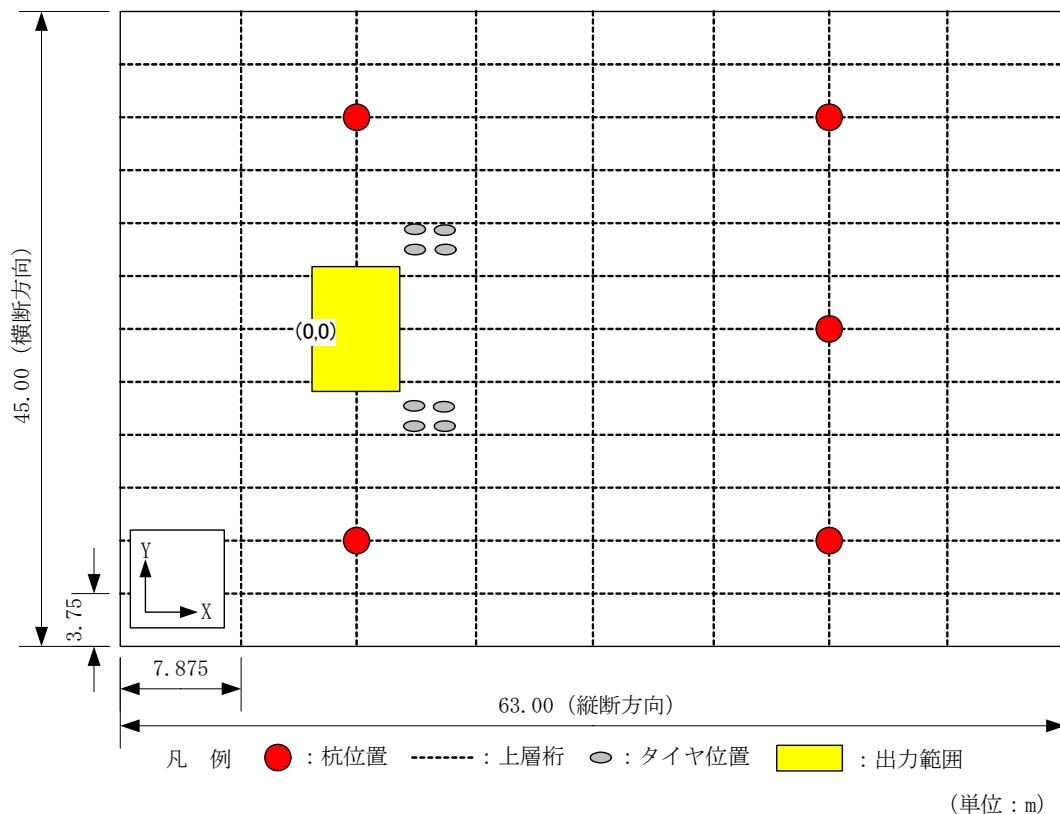 45.00 (横断方向)
(0,0)
Y
X
3.75
7.875
63.00 (縦断方向)
凡 例 :杭位置 :上層桁 :タイヤ位置 :出力範囲
(単位:m)